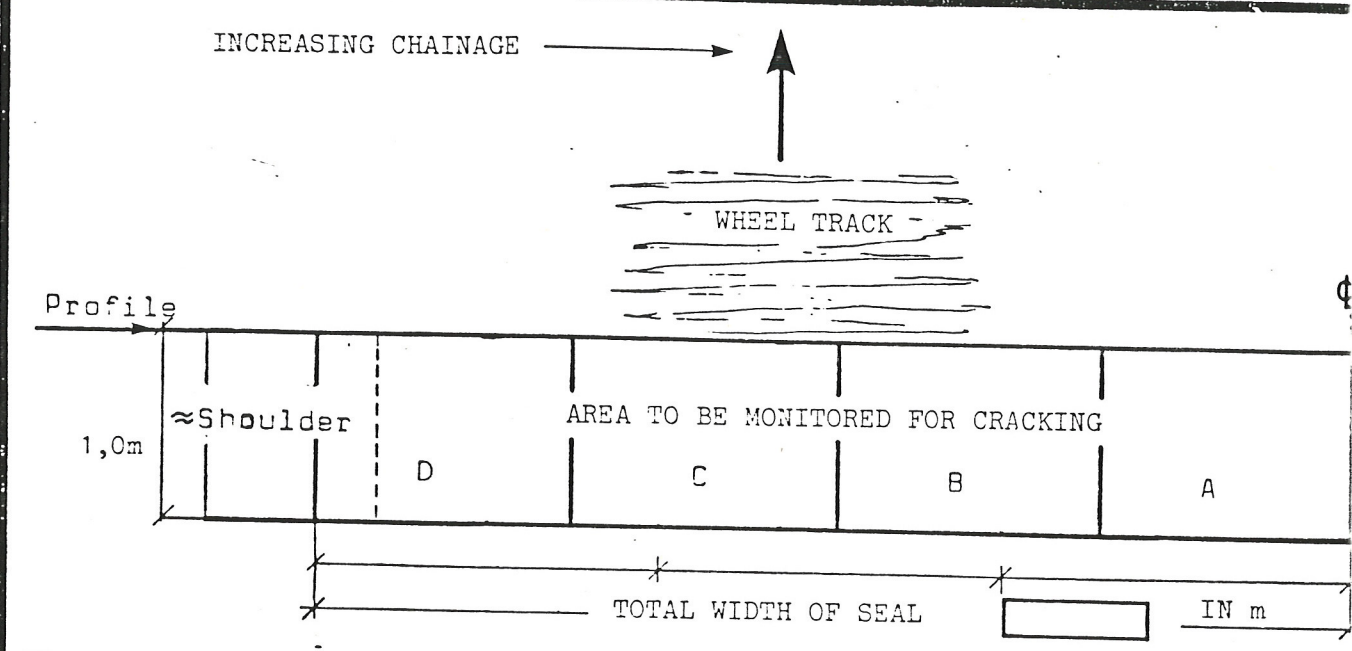 INCREASING CHAINAGE
WHEEL TRACK
Profile
℄
≈Shoulder
AREA TO BE MONITORED FOR CRACKING
1,0m
D
C
B
A
TOTAL WIDTH OF SEAL
IN m